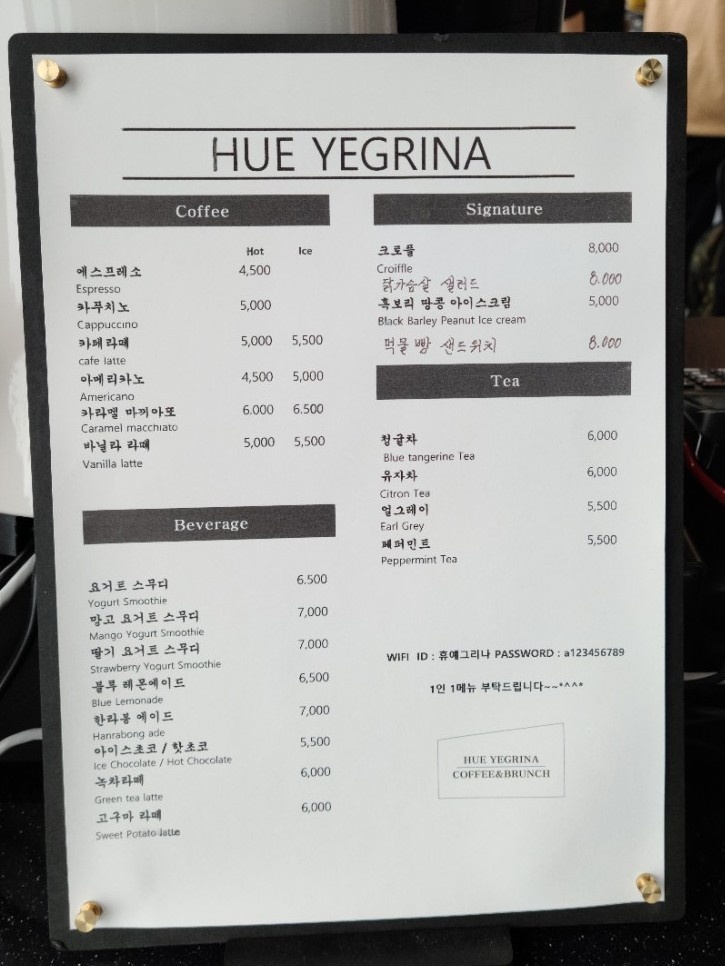 HUE YEGRINA
Coffee
Hot Ice
에스프레소 4,500
Espresso
카푸치노 5,000
Cappuccino
카페라떼 5,000 5,500
cafe latte
아메리카노 4,500 5,000
Americano
카라멜 마끼아또 6.000 6.500
Caramel macchiato
바닐라 라떼 5,000 5,500
Vanilla latte
Beverage
요거트 스무디 6.500
Yogurt Smoothie
망고 요거트 스무디 7,000
Mango Yogurt Smoothie
딸기 요거트 스무디 7,000
Strawberry Yogurt Smoothie
블루 레몬에이드 6,500
Blue Lemonade
한라봉 에이드 7,000
Hanrabong ade
아이스초코 / 핫초코 5,500
Ice Chocolate / Hot Chocolate
녹차라떼 6,000
Green tea latte
고구마 라떼 6,000
Sweet Potato latte
Signature
크로플 8,000
Croiffle
닭가슴살 샐러드 8.000
흑보리 땅콩 아이스크림 5,000
Black Barley Peanut Ice cream
먹물빵 샌드위치 8.000
Tea
청귤차 6,000
Blue tangerine Tea
유자차 6,000
Citron Tea
얼그레이 5,500
Earl Grey
페퍼민트 5,500
Peppermint Tea
WIFI ID : 휴예그리나 PASSWORD : a123456789
1인 1메뉴 부탁드립니다~~*^^*
HUE YEGRINA
COFFEE&BRUNCH